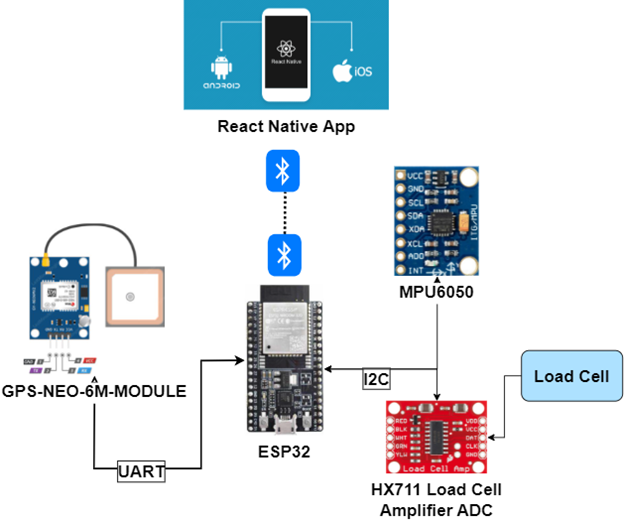 React Native
ANDROID
iOS
React Native App
VCC
GND
SCL
SDA
XDA
XCL
ADO
INT
ITG/MPU
MPU6050
GPS-NEO-6M-MODULE
I2C
Load Cell
ESP32
UART
RED
BLK
WHT
GRN
YLW
VDD
VCC
DAT
CLK
GND
Load Cell Amp
HX711 Load Cell
Amplifier ADC